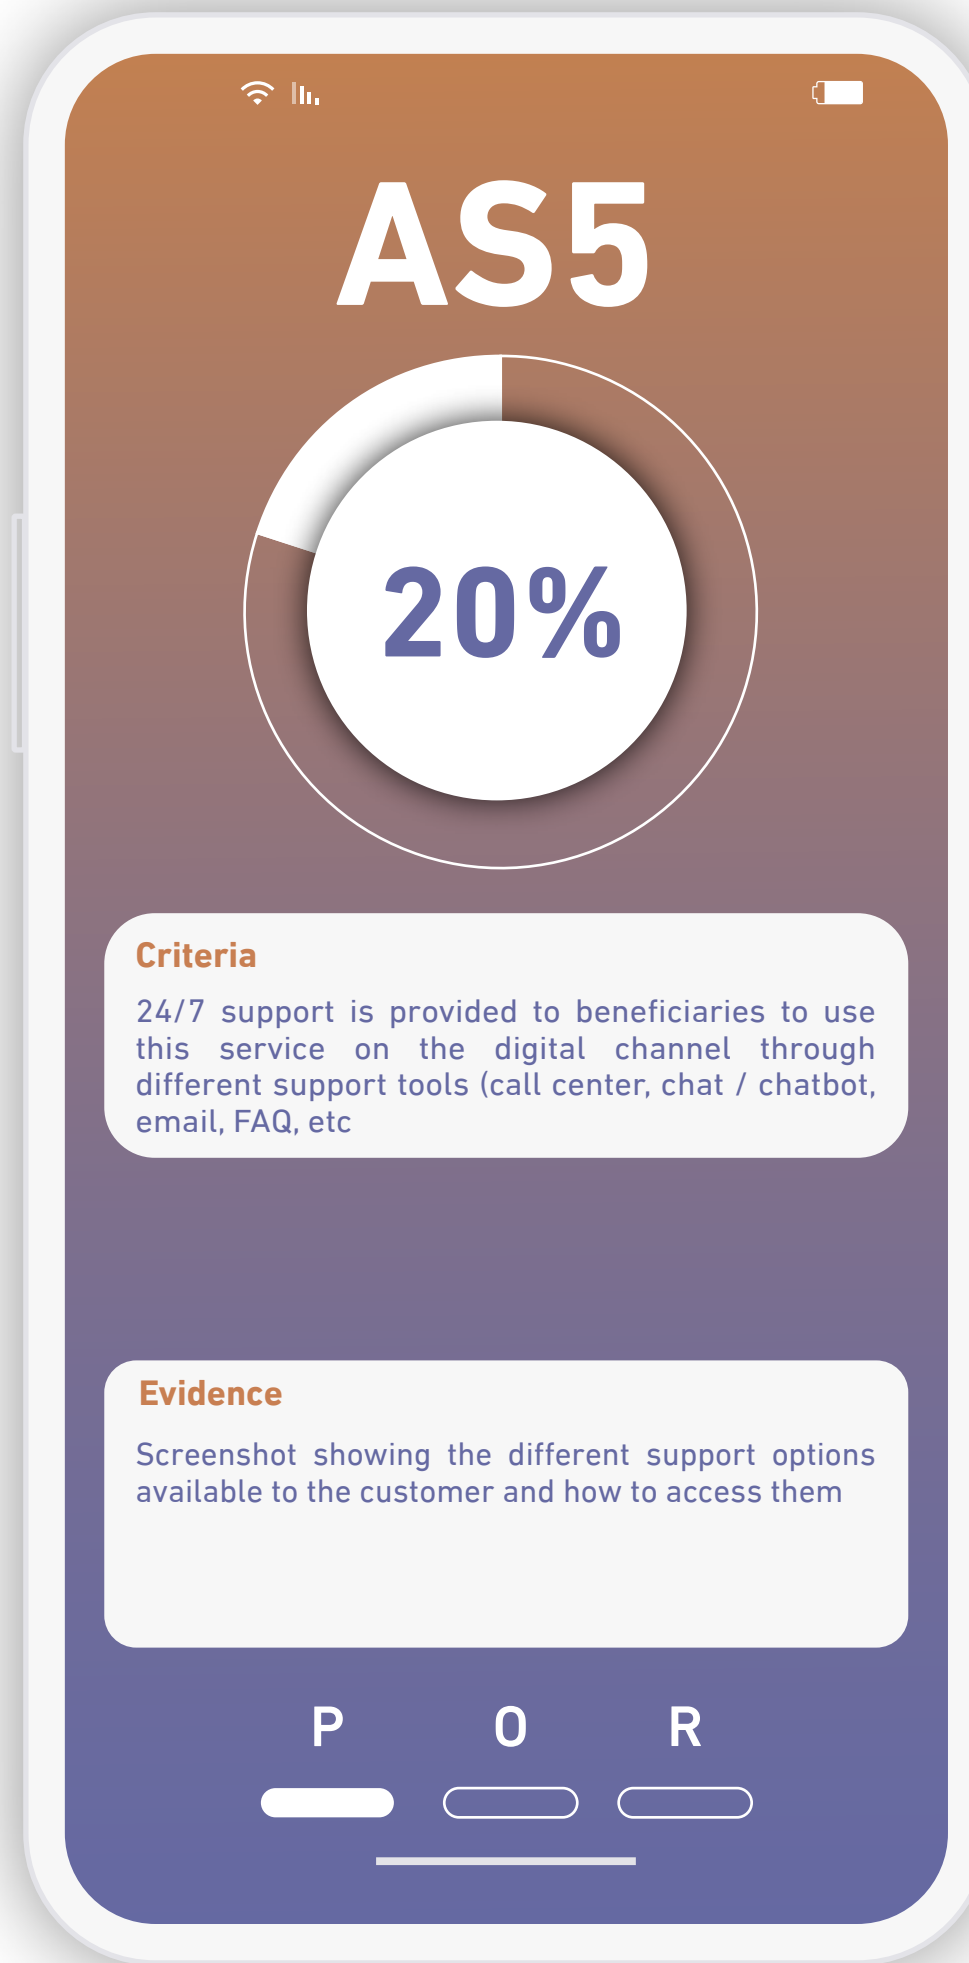 AS5
20%
Criteria
24/7 support is provided to beneficiaries to use
this service on the digital channel through
different support tools (call center, chat / chatbot,
email, FAQ, etc
Evidence
Screenshot showing the different support options
available to the customer and how to access them
P O R